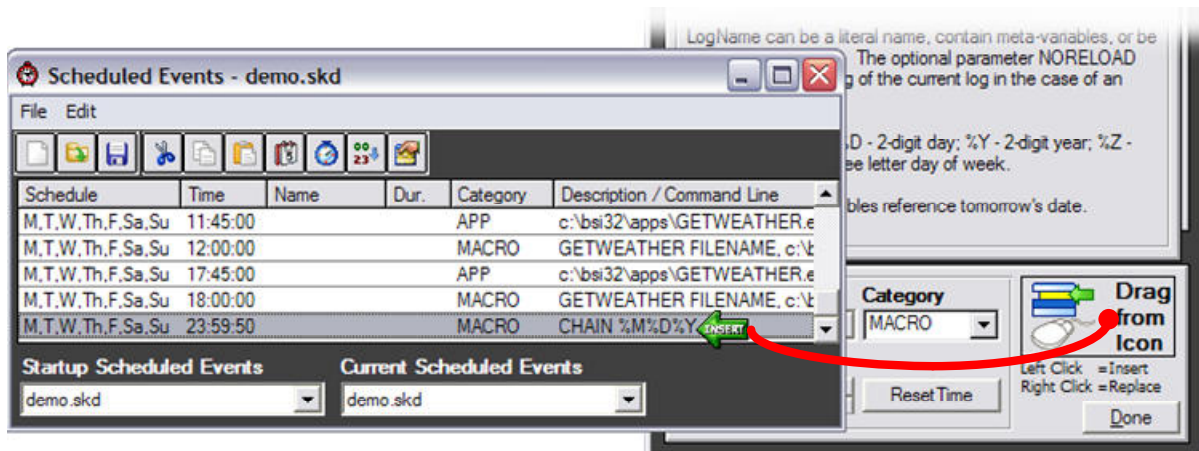 LogName can be a literal name, contain meta-variables, or be
Scheduled Events - demo.skd
The optional parameter NORELOAD
g of the current log in the case of an
File Edit
D - 2-digit day; %Y - 2-digit year; %Z -
ee letter day of week.
Schedule Time Name Dur. Category Description / Command Line
bles reference tomorrow's date.
M,T,W,Th,F,Sa,Su 11:45:00 APP c:\bsi32\apps\GETWEATHER.e
M,T,W,Th,F,Sa,Su 12:00:00 MACRO GETWEATHER FILENAME, c:\b
M,T,W,Th,F,Sa,Su 17:45:00 APP c:\bsi32\apps\GETWEATHER.e
M,T,W,Th,F,Sa,Su 18:00:00 MACRO GETWEATHER FILENAME, c:\b
M,T,W,Th,F,Sa,Su 23:59:50 MACRO CHAIN %M%D%Y INSERT
Category
MACRO
Drag
from
Icon
Left Click =Insert
Right Click =Replace
Startup Scheduled Events Current Scheduled Events
demo.skd demo.skd
Reset Time
Done